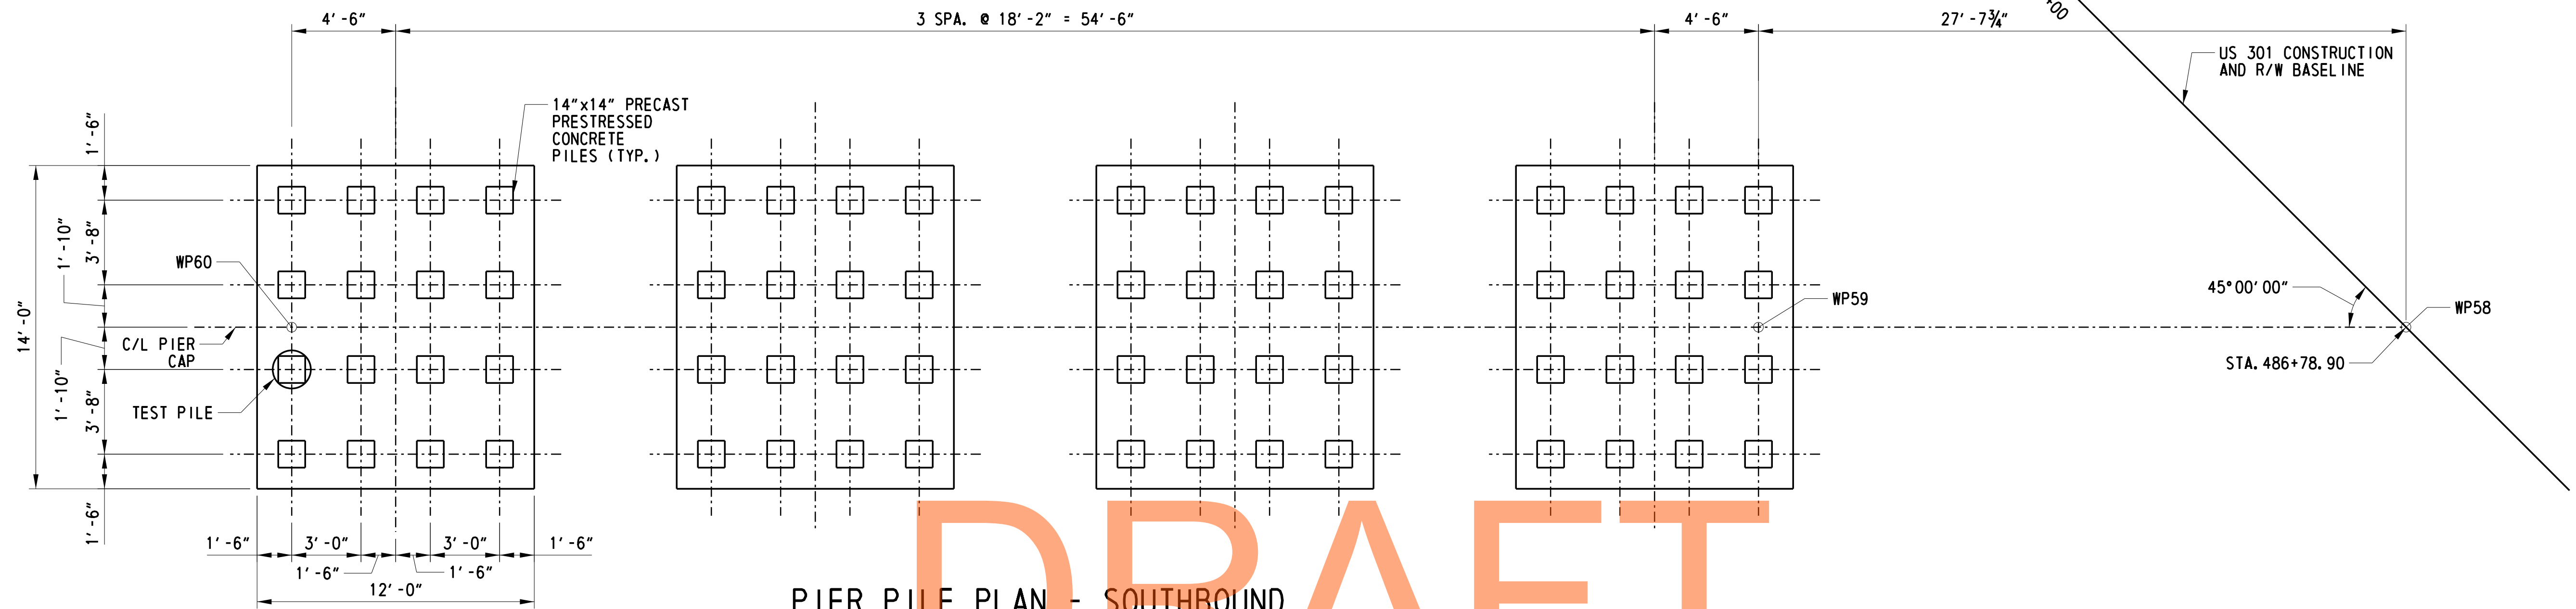 4'-6"
3 SPA. @ 18'-2" = 54'-6"
4'-6"
27'-7¾"
+00
US 301 CONSTRUCTION
AND R/W BASELINE
14"x14" PRECAST
PRESTRESSED
CONCRETE
PILES (TYP.)
1'-6"
3'-8"
1'-10"
14'-0"
1'-10"
3'-8"
1'-6"
WP60
C/L PIER
CAP
TEST PILE
WP59
45°00'00"
WP58
STA. 486+78.90
1'-6"
3'-0"
3'-0"
1'-6"
1'-6"
1'-6"
12'-0"
PIER PILE PLAN - SOUTHBOUND
DRAFT